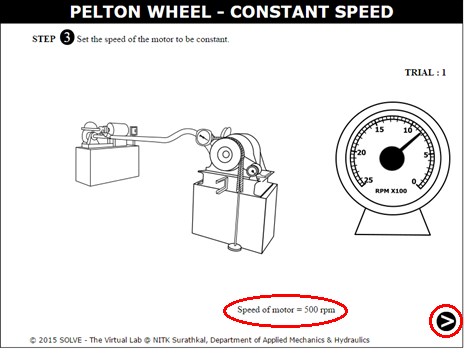 PELTON WHEEL – CONSTANT SPEED
STEP 3 Set the speed of the motor to be constant.
TRIAL : 1
15
10
20
5
25
0
RPM X100
Speed of motor = 500 rpm
© 2015 SOLVE - The Virtual Lab @ NITK Surathkal, Department of Applied Mechanics & Hydraulics